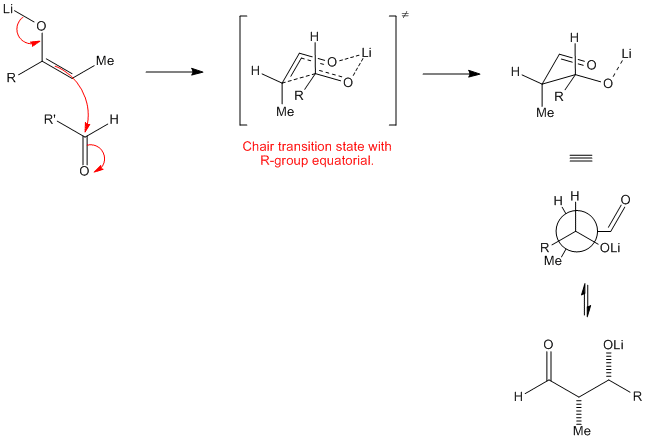 Li
O
Me
R
R'
H
O
≠
H
Li
O
H
O
R
Me
Chair transition state with
R-group equatorial.
H
Li
O
H
O
R
Me
H
H
O
R
OLi
Me
O
OLi
H
R
Me